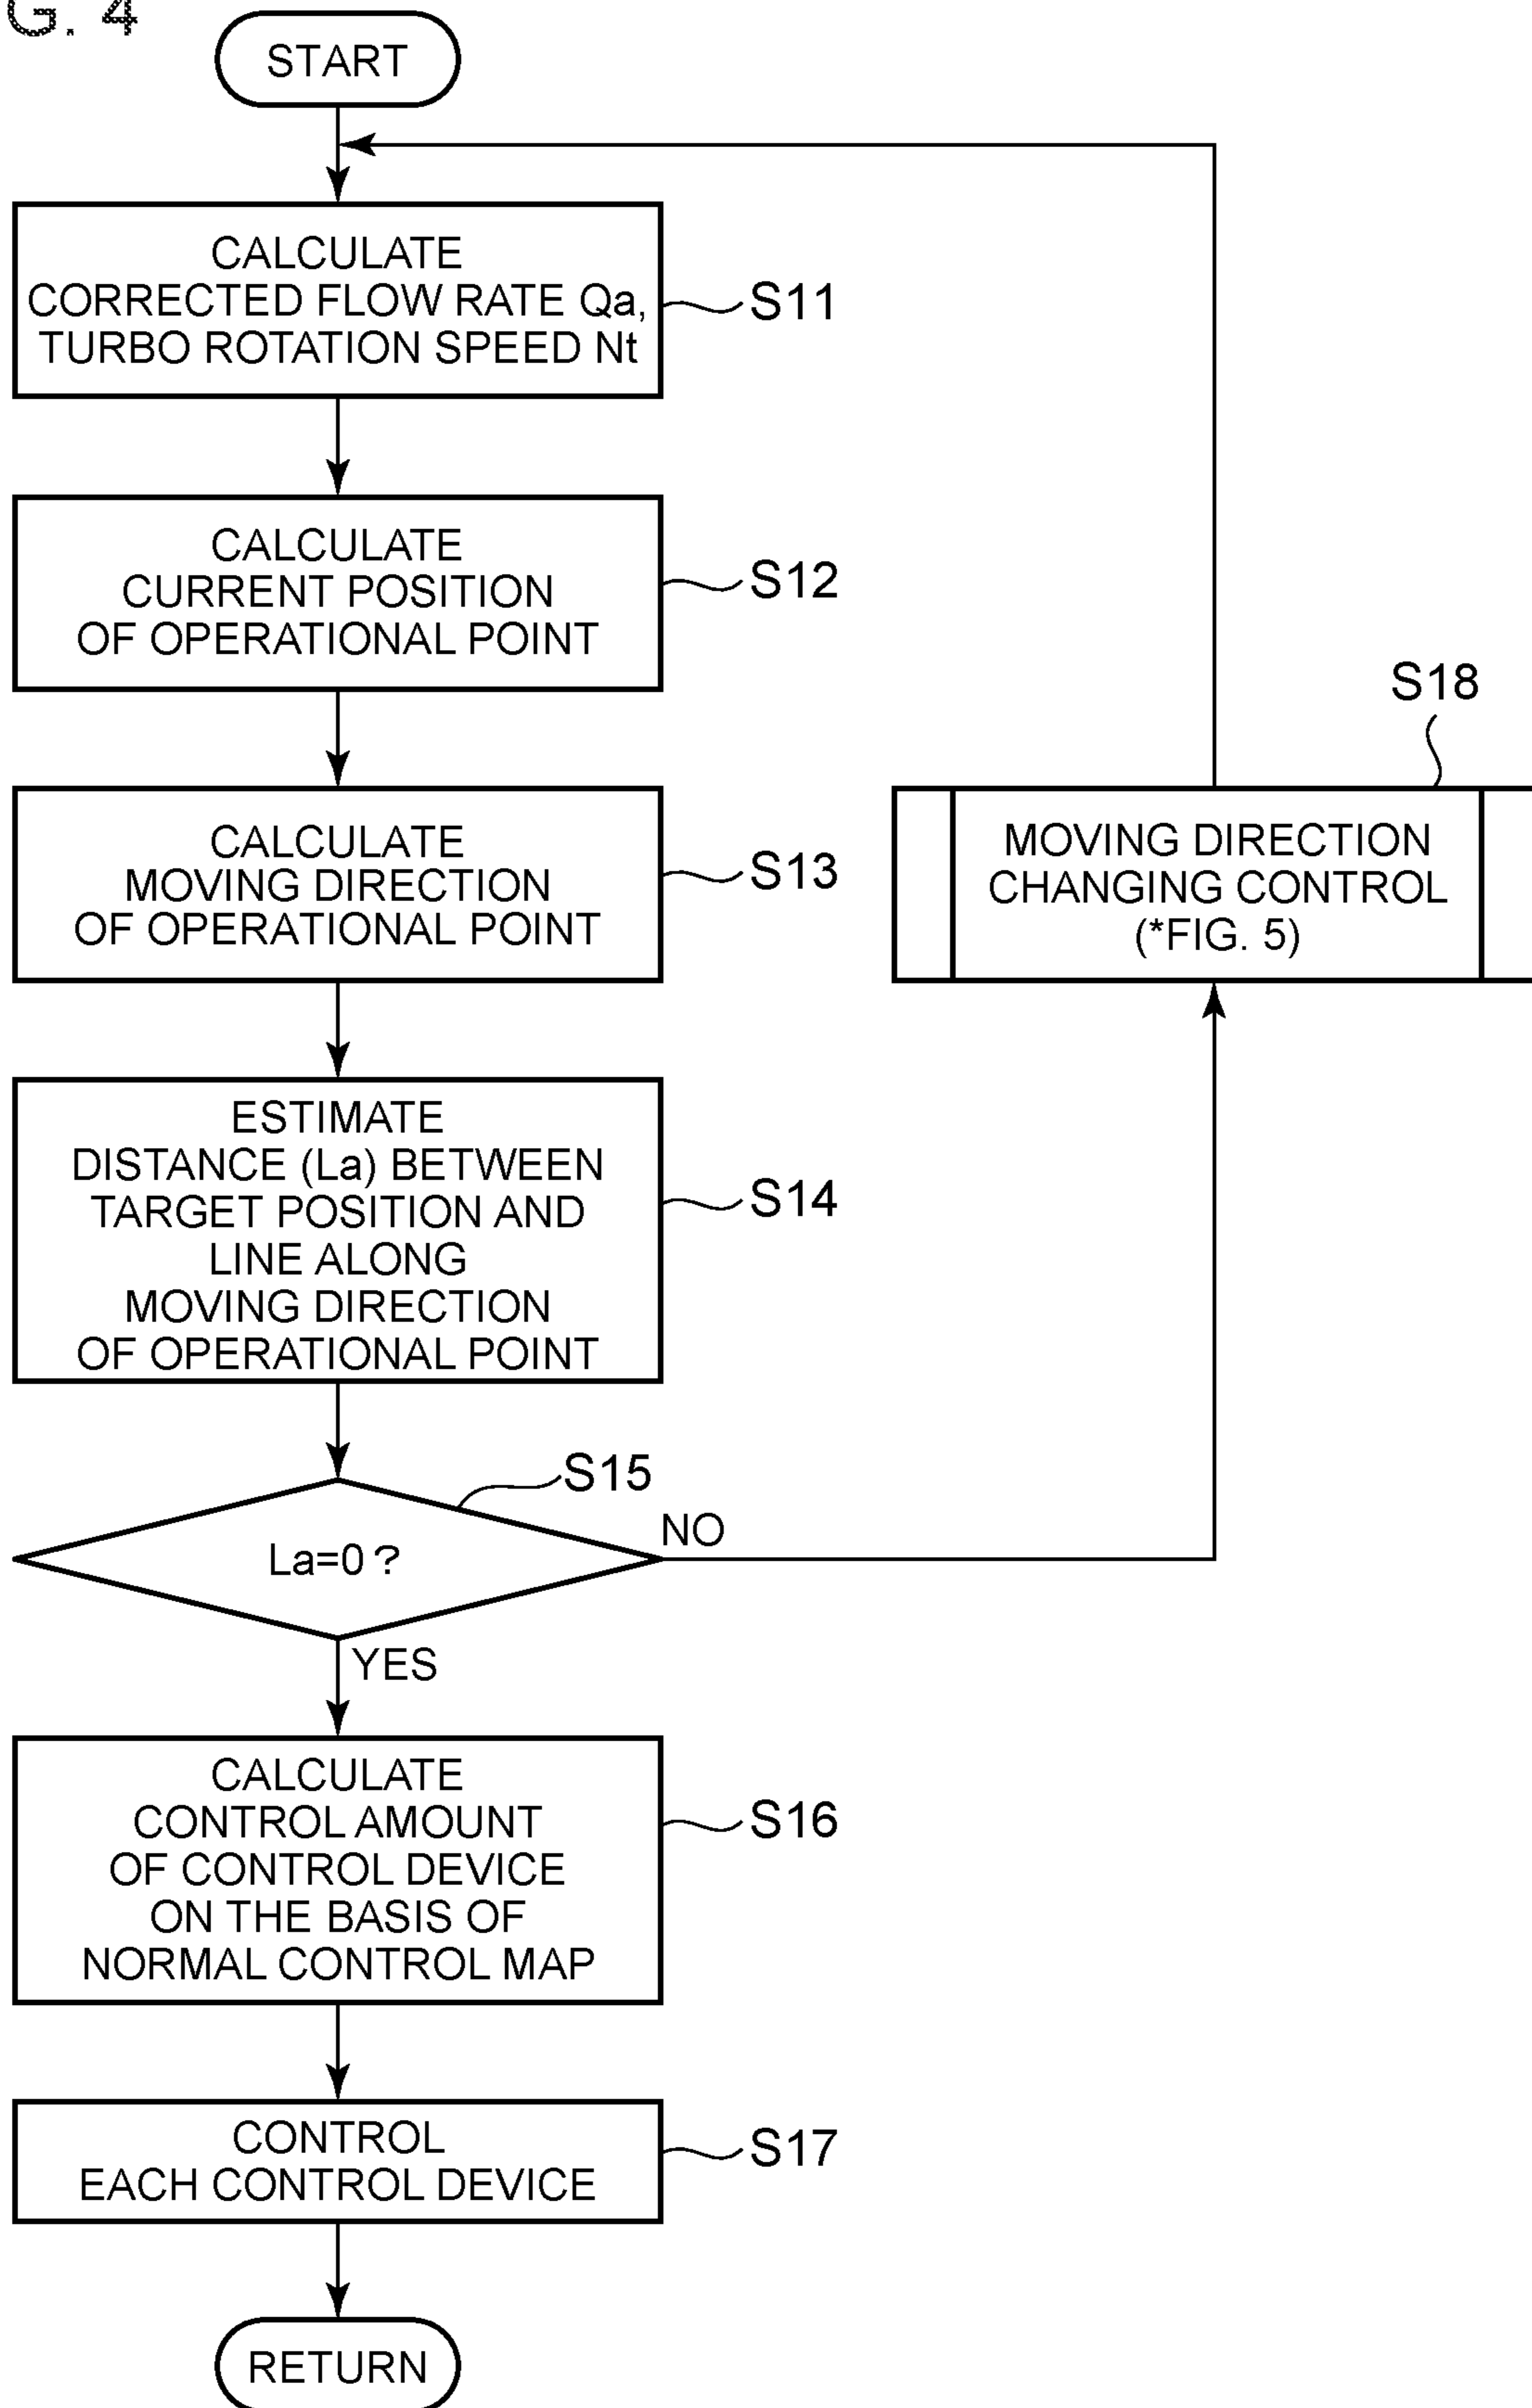 G. 4
START
CALCULATE
CORRECTED FLOW RATE Qa,
TURBO ROTATION SPEED Nt
S11
CALCULATE
CURRENT POSITION
OF OPERATIONAL POINT
S12
CALCULATE
MOVING DIRECTION
OF OPERATIONAL POINT
S13
S18
MOVING DIRECTION
CHANGING CONTROL
(*FIG. 5)
ESTIMATE
DISTANCE (La) BETWEEN
TARGET POSITION AND
LINE ALONG
MOVING DIRECTION
OF OPERATIONAL POINT
S14
S15
La=0 ?
NO
YES
CALCULATE
CONTROL AMOUNT
OF CONTROL DEVICE
ON THE BASIS OF
NORMAL CONTROL MAP
S16
CONTROL
EACH CONTROL DEVICE
S17
RETURN